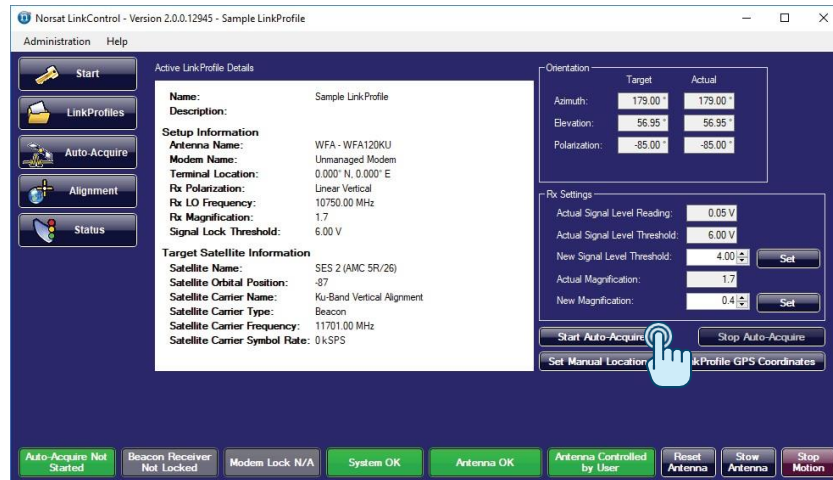 Norsat LinkControl - Version 2.0.0.12945 - Sample LinkProfile
Administration Help
Start
LinkProfiles
Auto-Acquire
Alignment
Status
Active LinkProfile Details
Name: Sample LinkProfile
Description:
Setup Information
Antenna Name: WFA - WFA120KU
Modem Name: Unmanaged Modem
Terminal Location: 0.000° N, 0.000° E
Rx Polarization: Linear Vertical
Rx LO Frequency: 10750.00 MHz
Rx Magnification: 1.7
Signal Lock Threshold: 6.00 V
Target Satellite Information
Satellite Name: SES 2 (AMC 5R/26)
Satellite Orbital Position: -87
Satellite Carrier Name: Ku-Band Vertical Alignment
Satellite Carrier Type: Beacon
Satellite Carrier Frequency: 11701.00 MHz
Satellite Carrier Symbol Rate: 0 kSPS
Orientation
Target Actual
Azimuth: 179.00 ° 179.00 °
Elevation: 56.95 ° 56.95 °
Polarization: -85.00 ° -85.00 °
Rx Settings
Actual Signal Level Reading: 0.05 V
Actual Signal Level Threshold: 6.00 V
New Signal Level Threshold: 4.00 Set
Actual Magnification: 1.7
New Magnification: 0.4 Set
Start Auto-Acquire Stop Auto-Acquire
Set Manual Location kProfile GPS Coordinates
Auto-Acquire Not Started
Beacon Receiver Not Locked
Modem Lock N/A
System OK
Antenna OK
Antenna Controlled by User
Reset Antenna
Stow Antenna
Stop Motion